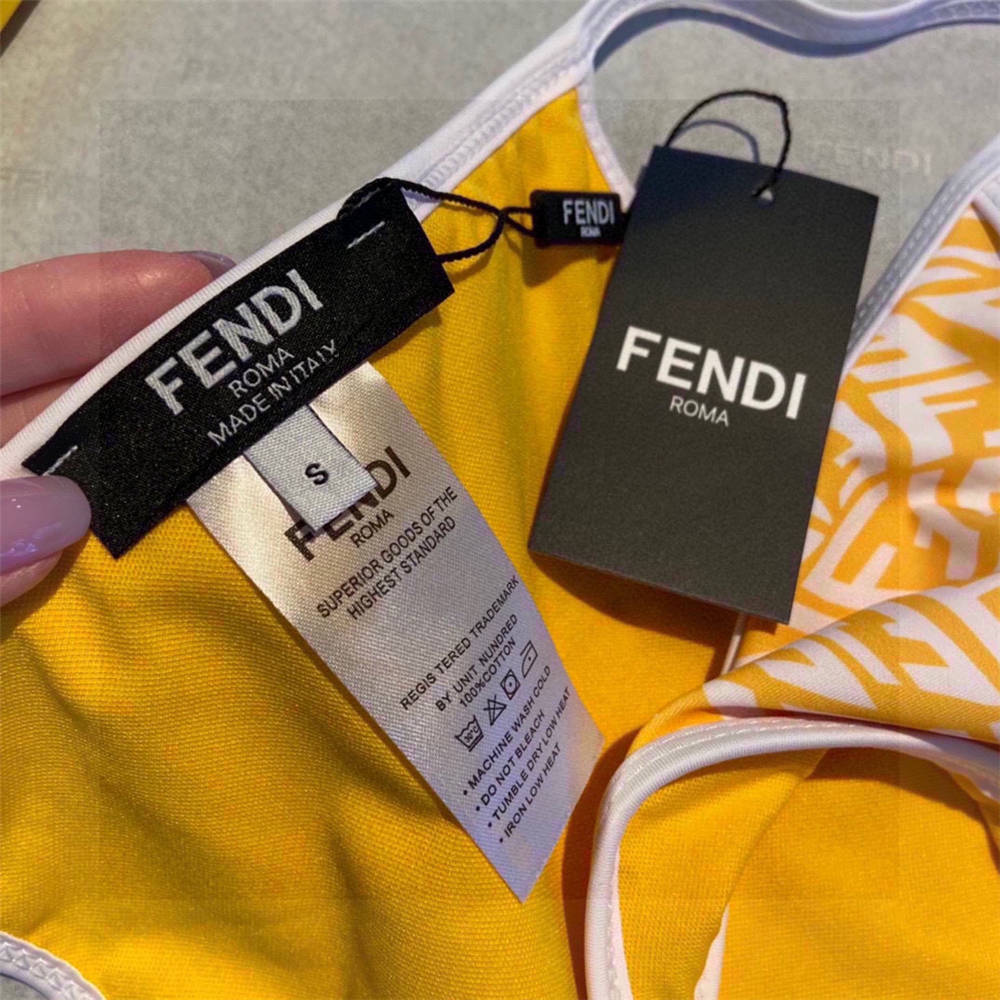 FENDI
FENDI
ROMA
FENDI
ROMA
MADE IN ITALY
FENDI
ROMA
S
FENDI
ROMA
SUPERIOR GOODS OF THE
HIGHEST STANDARD
REGIS TERED TRADEMARK
BY UNIT NUNDRED
100%COTTON
• MACHINE WASH COLD
• DO NOT BLEACH
• TUMBLE DRY LOW HEAT
• IRON LOW HEAT